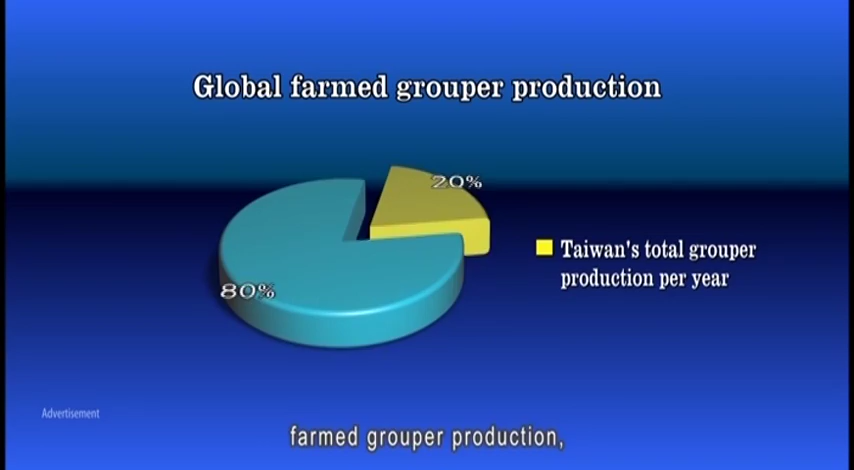 Global farmed grouper production
20%
80%
Taiwan's total grouper
production per year
Advertisement
farmed grouper production,